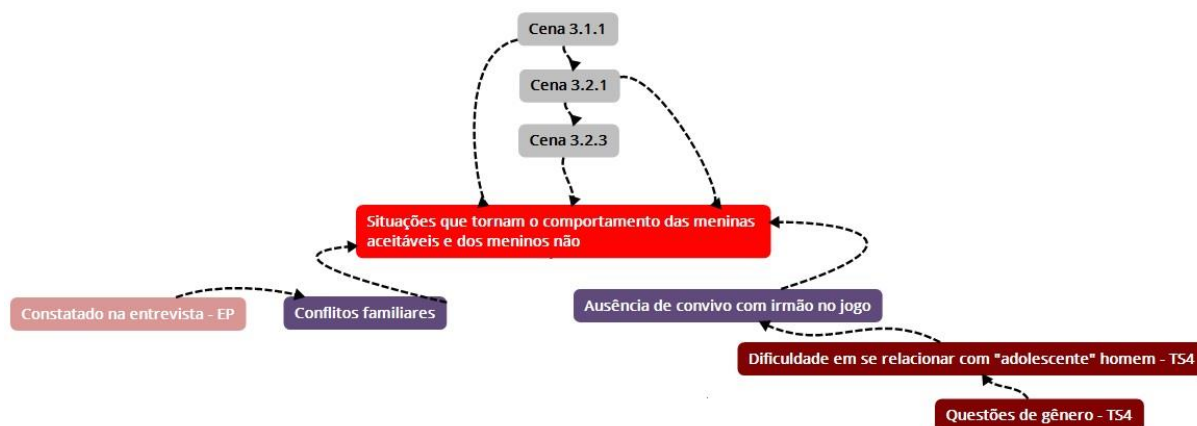 Cena 3.1.1
Cena 3.2.1
Cena 3.2.3
Situações que tornam o comportamento das meninas
aceitáveis e dos meninos não
Constatado na entrevista - EP
Conflitos familiares
Ausência de convivo com irmão no jogo
Dificuldade em se relacionar com "adolescente" homem - TS4
Questões de gênero - TS4